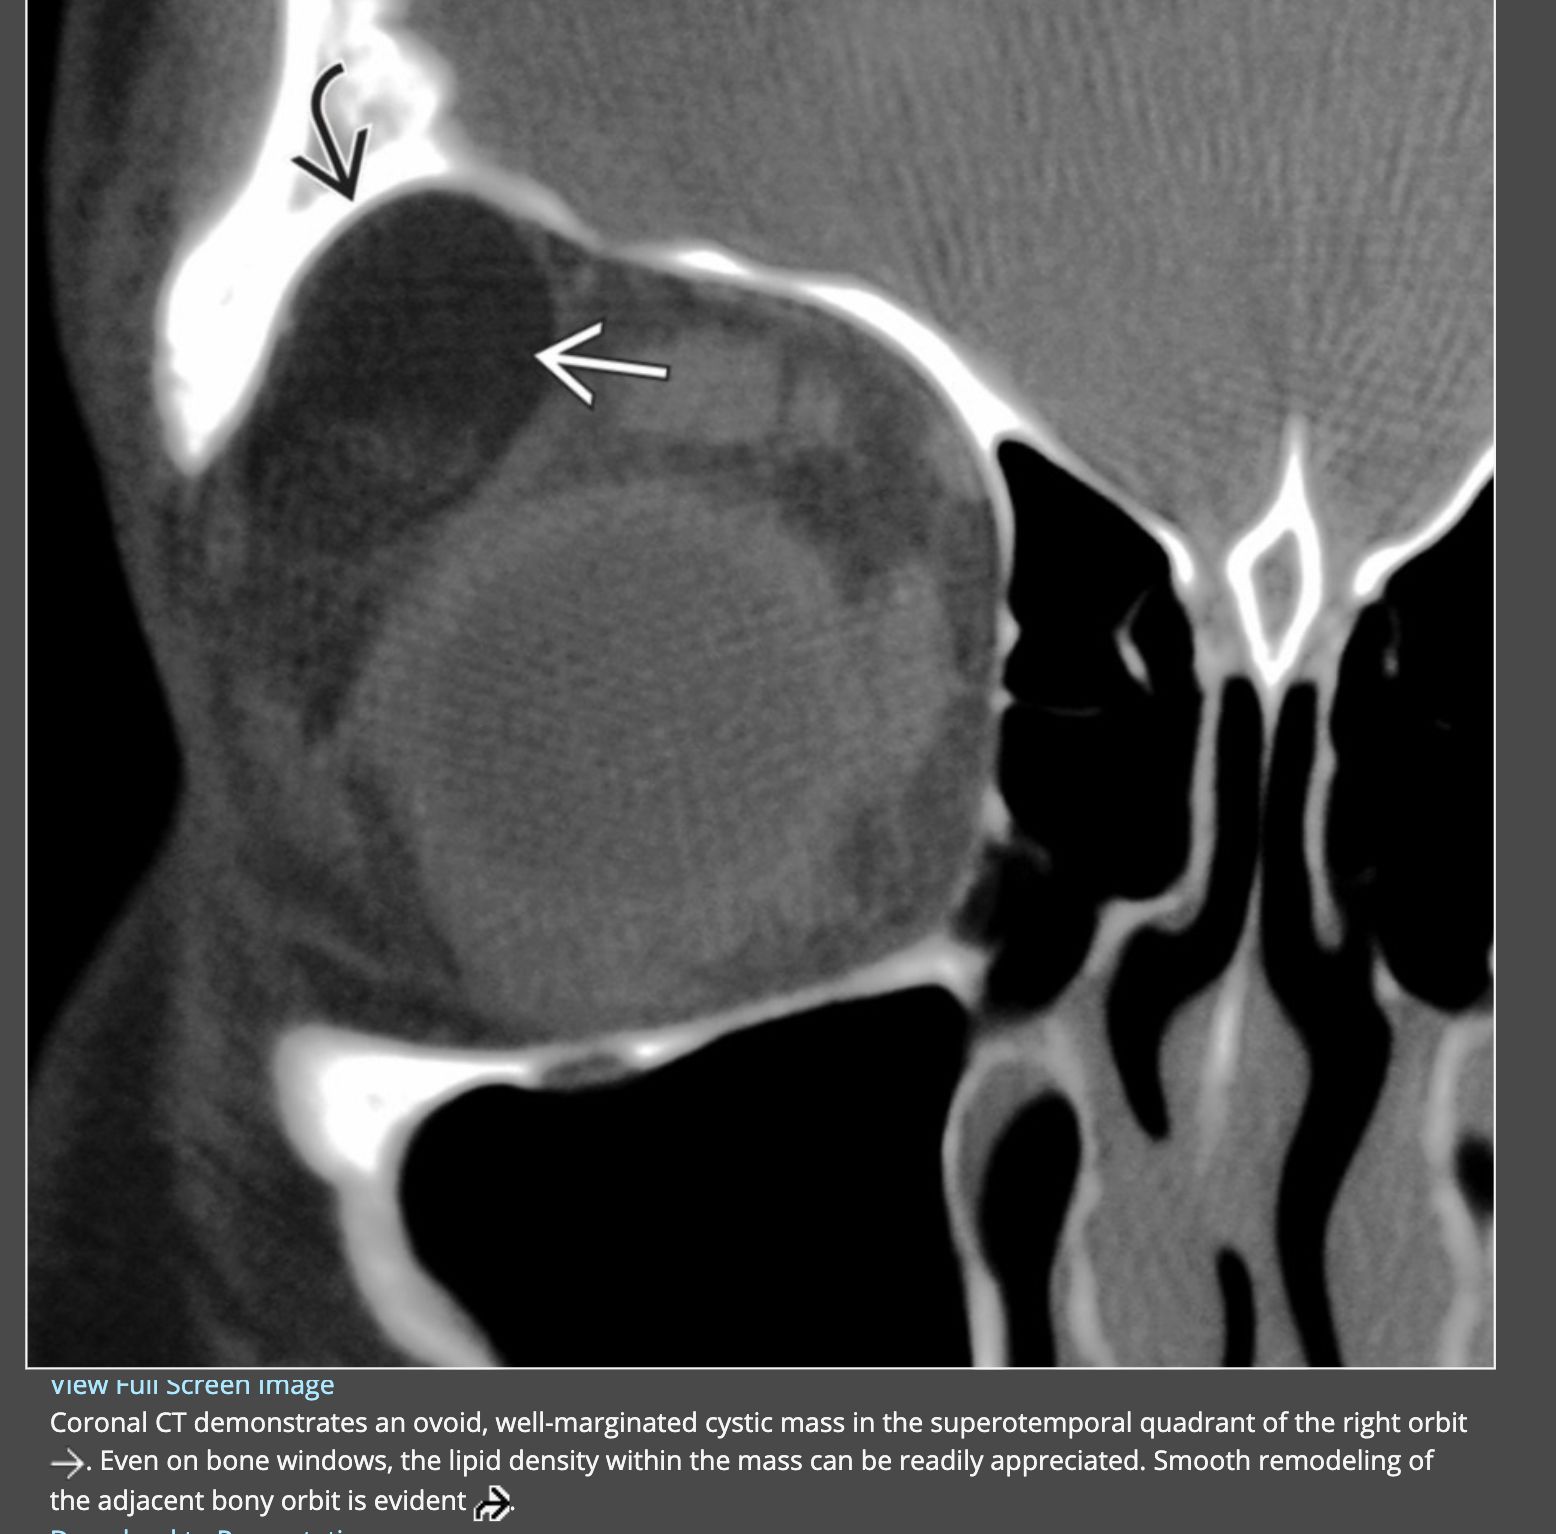 View Full Screen Image
Coronal CT demonstrates an ovoid, well-marginated cystic mass in the superotemporal quadrant of the right orbit
. Even on bone windows, the lipid density within the mass can be readily appreciated. Smooth remodeling of
the adjacent bony orbit is evident .